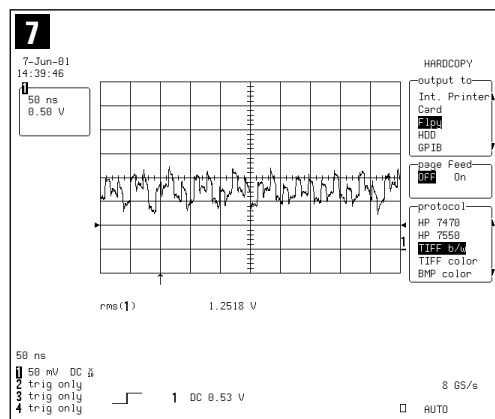 7
7-Jun-01
14:39:46
1
50 ns
0.50 V
HARDCOPY
output to
Int. Printer
Card
Flpy
HDD
GPIB
page Feed
OFF On
protocol
HP 7470
HP 7550
TIFF b/w
TIFF color
BMP color
1
rms(1) 1.2518 V
50 ns
1 50 mV DC
2 trig only
3 trig only
4 trig only
1 DC 0.53 V
8 GS/s
AUTO